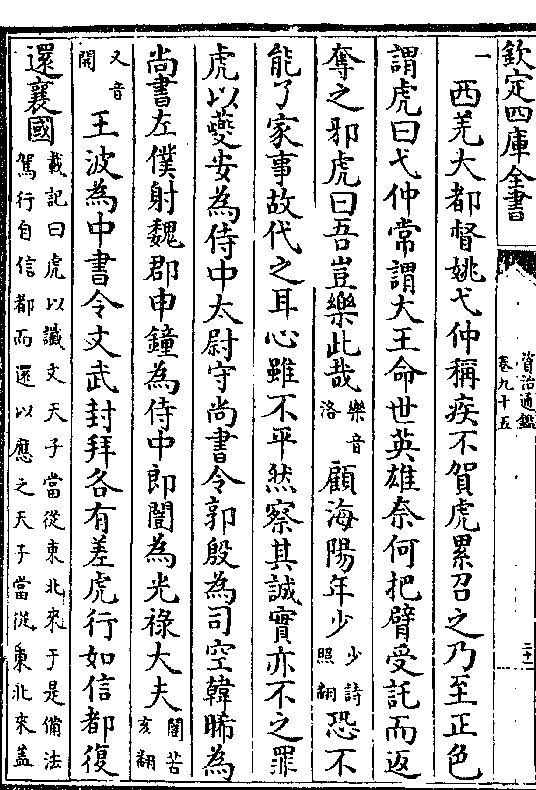 欽定四庫全書
資治通鑑
卷九十五
西羌大都督姚弋仲稱疾不賀虎累召之乃至正色
謂虎曰弋仲常謂大王命世英雄奈何把臂受託而返
奪之邪虎曰吾豈樂此哉樂音洛顧海陽年少少詩照翻恐不
能了家事故代之耳心雖不平然察其誠實亦不之罪
虎以夔安為侍中太尉守尚書令郭殷為司空韓晞為
尚書左僕射魏郡申鐘為侍中郎闓為光祿大夫闓苦亥翻
又音開王波為中書令文武封拜各有差虎行如信都復
還襄國載記曰虎以讖文天子當從東北來于是備法駕行自信都而還以應之天子當從東北來蓋